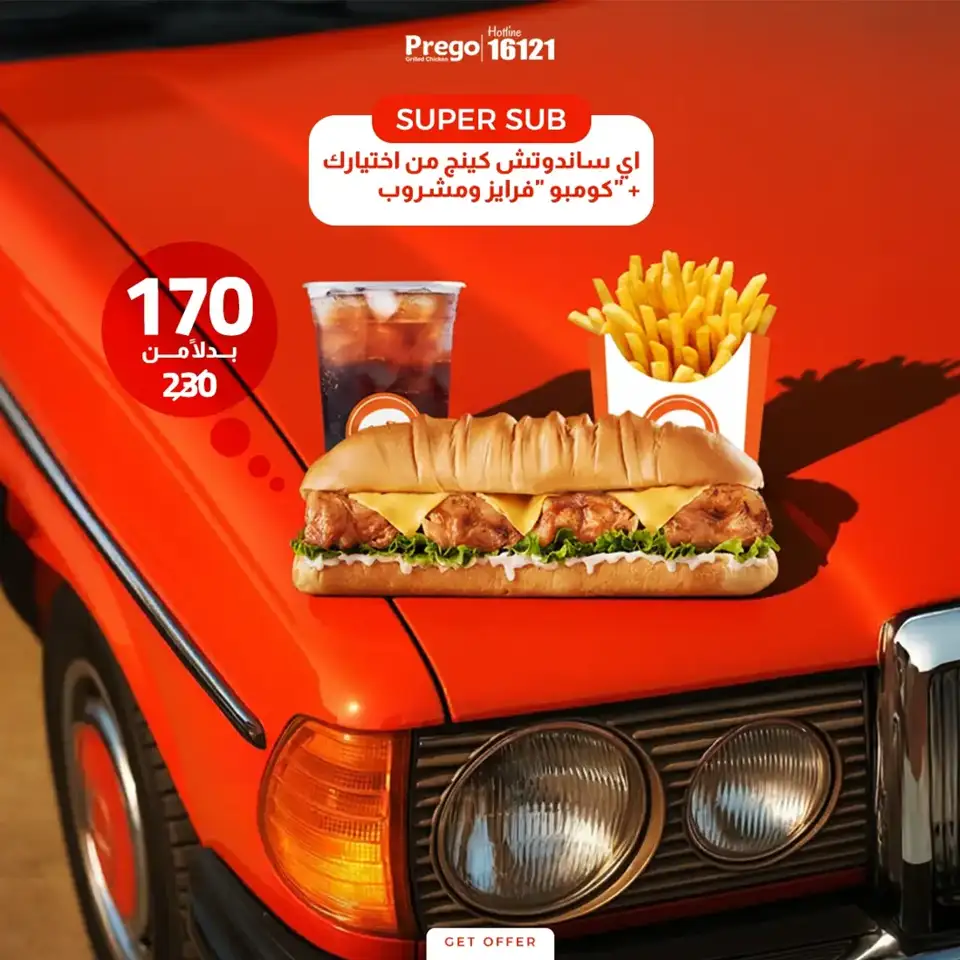 Prego
Grilled Chicken
Hotline
16121
SUPER SUB
اي ساندوتش كينج من اختيارك
+ "كومبو "فرايز ومشروب
170
بدلاً من
230
GET OFFER